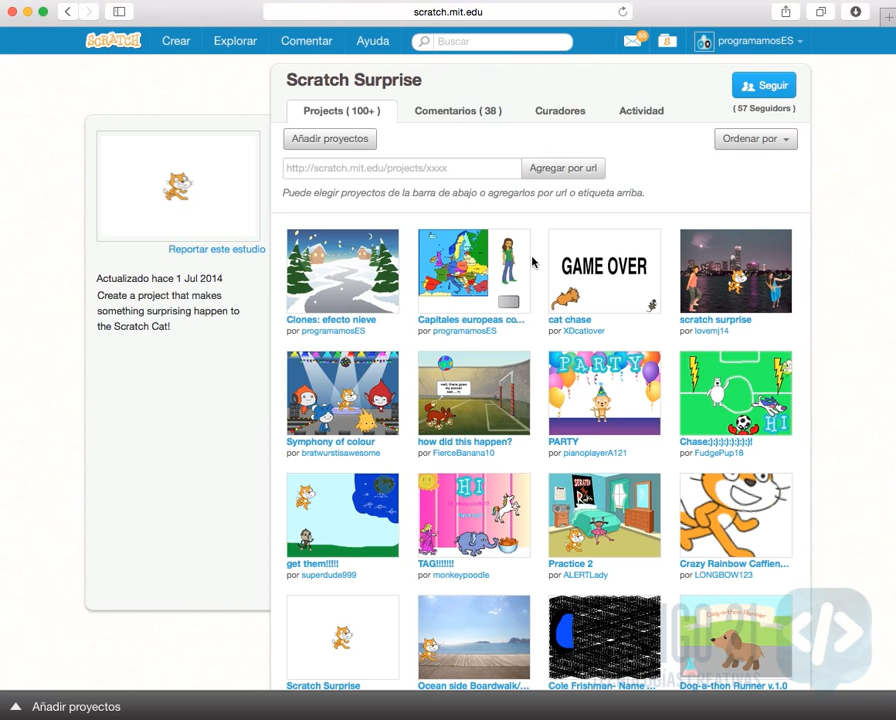 scratch.mit.edu
SCRATCH
Crear
Explorar
Comentar
Ayuda
Buscar
programamosES
Scratch Surprise
Seguir
( 57 Seguidors )
Projects ( 100+ )
Comentarios ( 38 )
Curadores
Actividad
Añadir proyectos
Ordenar por
http://scratch.mit.edu/projects/xxxx
Agregar por url
Puede elegir proyectos de la barra de abajo o agregarlos por url o etiqueta arriba.
Reportar este estudio
Actualizado hace 1 Jul 2014
Create a project that makes
something surprising happen to
the Scratch Cat!
GAME OVER
Clones: efecto nieve
por programamosES
Capitales europeas co...
por programamosES
cat chase
por XDcatlover
scratch surprise
por lovemj14
PARTY
HI
Symphony of colour
por bratwurstisawesome
how did this happen?
por FierceBanana10
PARTY
por pianoplayerA121
Chase:):):):):):):)!
por FudgePup18
HI
get them!!!!!
por superdude999
TAG!!!!!!!
por monkeypoodle
Practice 2
por ALERTLady
Crazy Rainbow Caffien...
por LONGBOW123
Dog-a-thon Runner
Scratch Surprise
Ocean side Boardwalk/...
Cole Frishman- Name ...
Dog-a-thon Runner v.1.0
Añadir proyectos